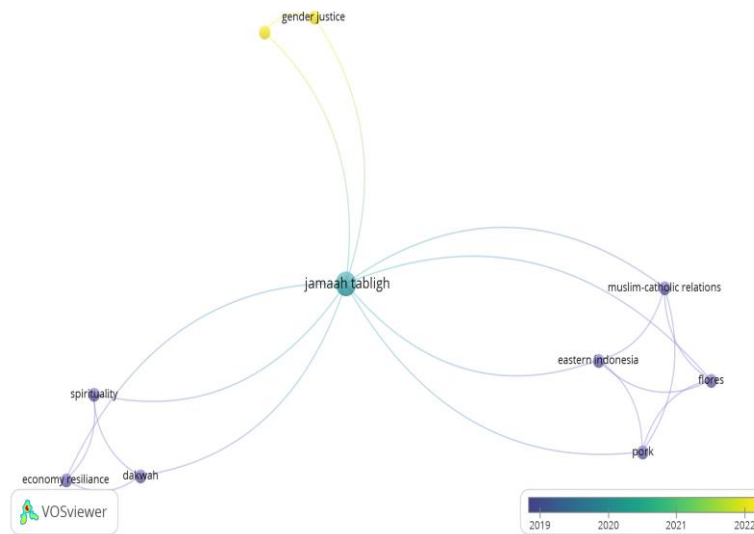 gender justice
jamaah tabligh
muslim-catholic relations
eastern indonesia
flores
spirituality
pork
economy resiliance
dakwah
VOSviewer
2019 2020 2021 2022